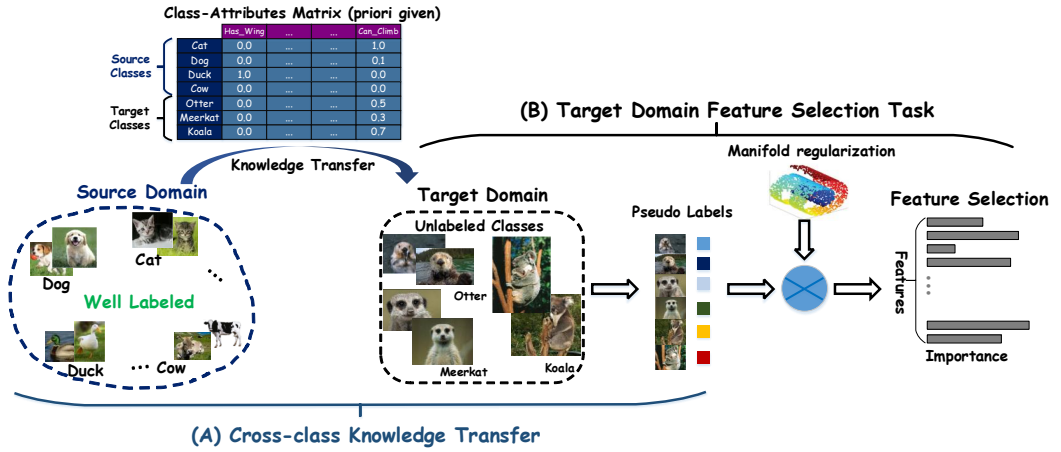 Class-Attributes Matrix (priori given)
Has_Wing ... ... Can_Climb
Cat 0.0 ... ... 1.0
Dog 0.0 ... ... 0.1
Duck 1.0 ... ... 0.0
Cow 0.0 ... ... 0.0
Otter 0.0 ... ... 0.5
Meerkat 0.0 ... ... 0.3
Koala 0.0 ... ... 0.7
Source
Classes
Target
Classes
Knowledge Transfer
(B) Target Domain Feature Selection Task
Source Domain
Dog
Cat
...
Well Labeled
Duck
...
Cow
Target Domain
Unlabeled Classes
Otter
Meerkat
Koala
Pseudo Labels
Manifold regularization
Feature Selection
Features
Importance
(A) Cross-class Knowledge Transfer